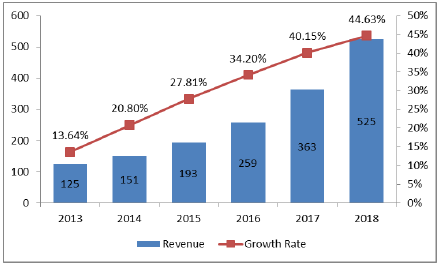 600 50%
44.63%
45%
500 40.15% 40%
34.20% 35%
400
27.81% 30%
300 20.80% 25%
525 20%
200 13.64%
363 15%
100 259 10%
125 151 193 5%
0 0%
2013 2014 2015 2016 2017 2018
Revenue Growth Rate